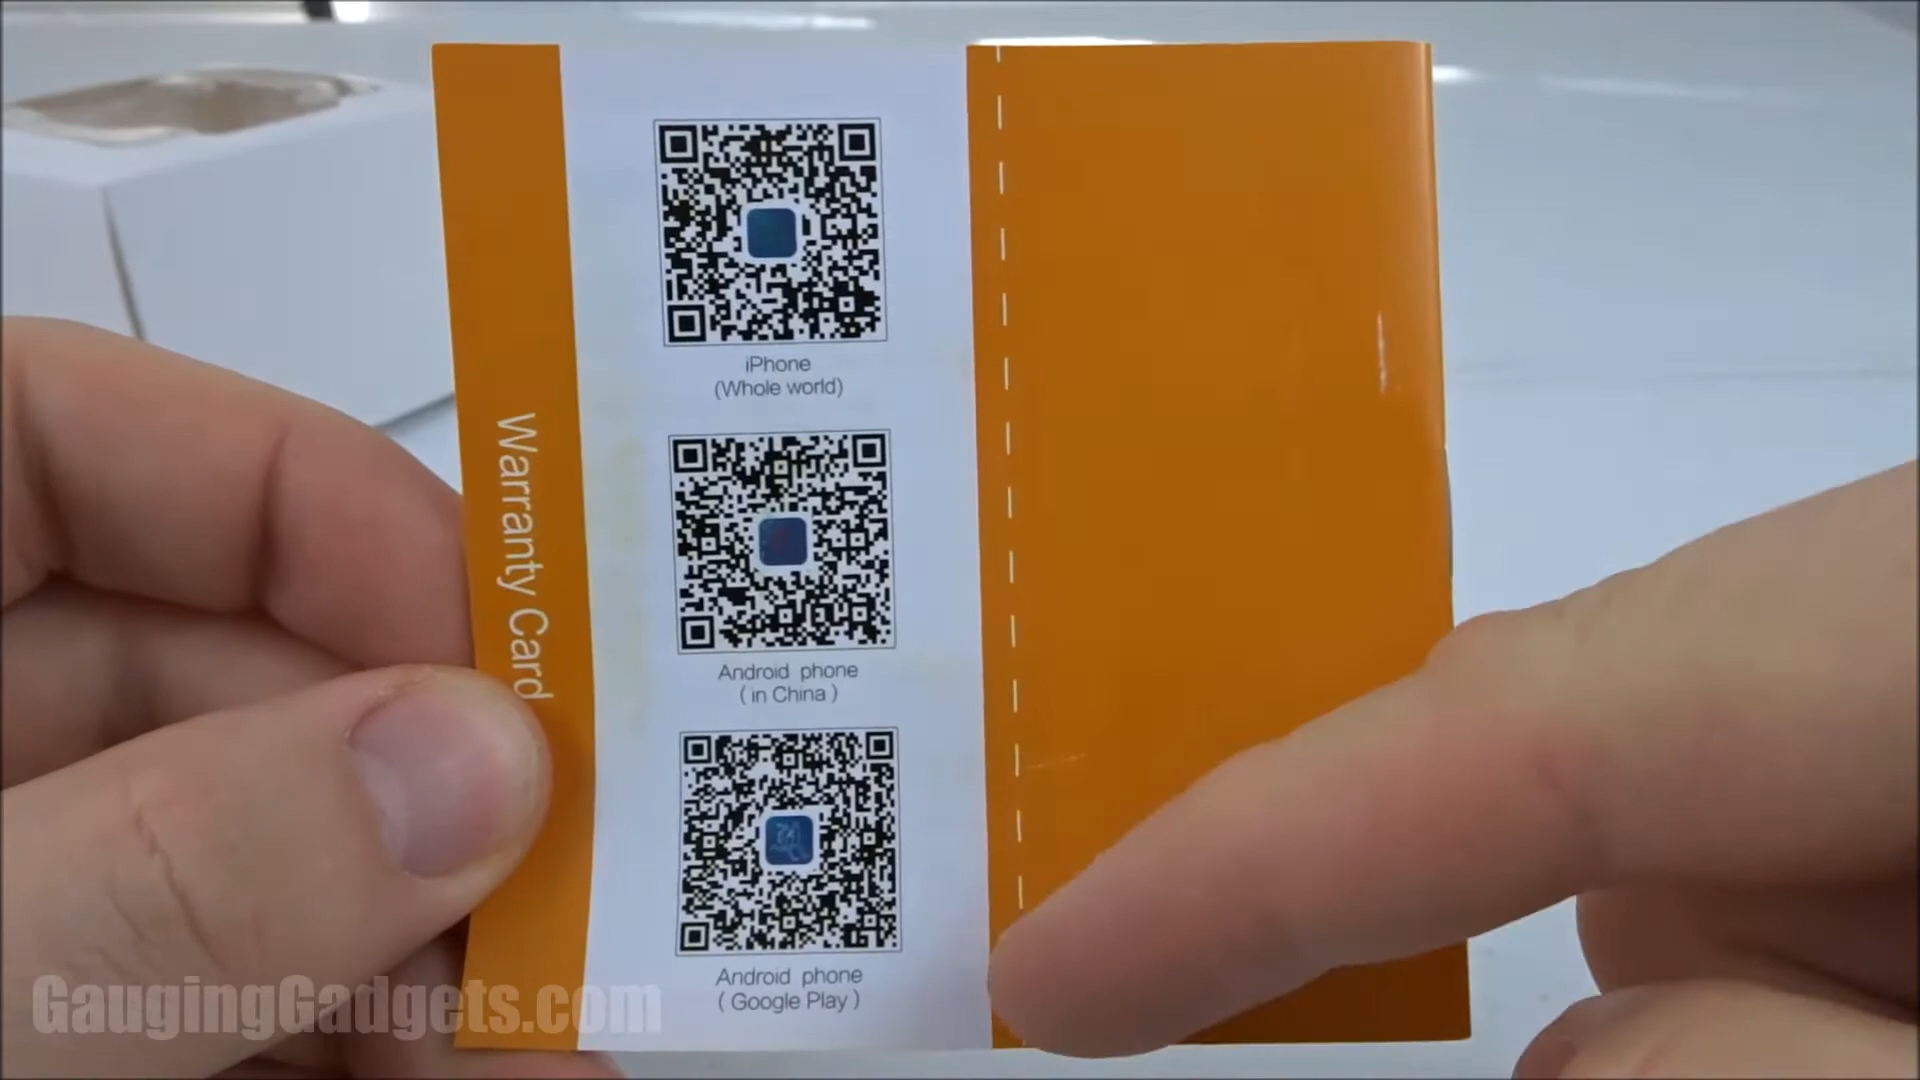 Warranty Card
iPhone
(Whole world)
Android phone
( in China )
Android phone
( Google Play )
GaugingGadgets.com